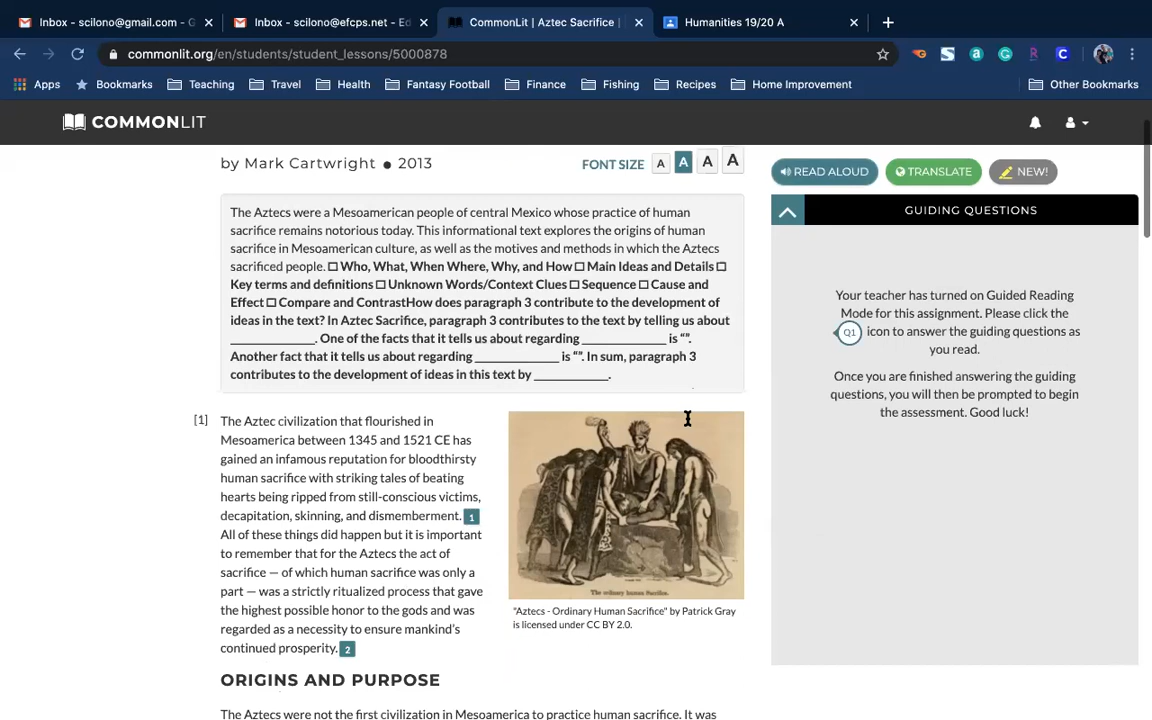 Inbox - scilono@gmail.com - G
Inbox - scilono@efcps.net - Ed
CommonLit | Aztec Sacrifice |
Humanities 19/20 A
commonlit.org/en/students/student_lessons/5000878
Apps Bookmarks Teaching Travel Health Fantasy Football Finance Fishing Recipes Home Improvement Other Bookmarks
COMMONLIT
by Mark Cartwright ● 2013
FONT SIZE A A A A
READ ALOUD TRANSLATE NEW!
GUIDING QUESTIONS
The Aztecs were a Mesoamerican people of central Mexico whose practice of human
sacrifice remains notorious today. This informational text explores the origins of human
sacrifice in Mesoamerican culture, as well as the motives and methods in which the Aztecs
sacrificed people. ☐ Who, What, When Where, Why, and How ☐ Main Ideas and Details ☐
Key terms and definitions ☐ Unknown Words/Context Clues ☐ Sequence ☐ Cause and
Effect ☐ Compare and ContrastHow does paragraph 3 contribute to the development of
ideas in the text? In Aztec Sacrifice, paragraph 3 contributes to the text by telling us about
______________. One of the facts that it tells us about regarding ______________ is “”.
Another fact that it tells us about regarding ______________ is “”. In sum, paragraph 3
contributes to the development of ideas in this text by ____________.
Your teacher has turned on Guided Reading
Mode for this assignment. Please click the
Q1 icon to answer the guiding questions as
you read.
Once you are finished answering the guiding
questions, you will then be prompted to begin
the assessment. Good luck!
[1] The Aztec civilization that flourished in
Mesoamerica between 1345 and 1521 CE has
gained an infamous reputation for bloodthirsty
human sacrifice with striking tales of beating
hearts being ripped from still-conscious victims,
decapitation, skinning, and dismemberment. 1
All of these things did happen but it is important
to remember that for the Aztecs the act of
sacrifice — of which human sacrifice was only a
part — was a strictly ritualized process that gave
the highest possible honor to the gods and was
regarded as a necessity to ensure mankind’s
continued prosperity. 2
The ordinary human Sacrifice.
"Aztecs - Ordinary Human Sacrifice" by Patrick Gray
is licensed under CC BY 2.0.
ORIGINS AND PURPOSE
The Aztecs were not the first civilization in Mesoamerica to practice human sacrifice. It was